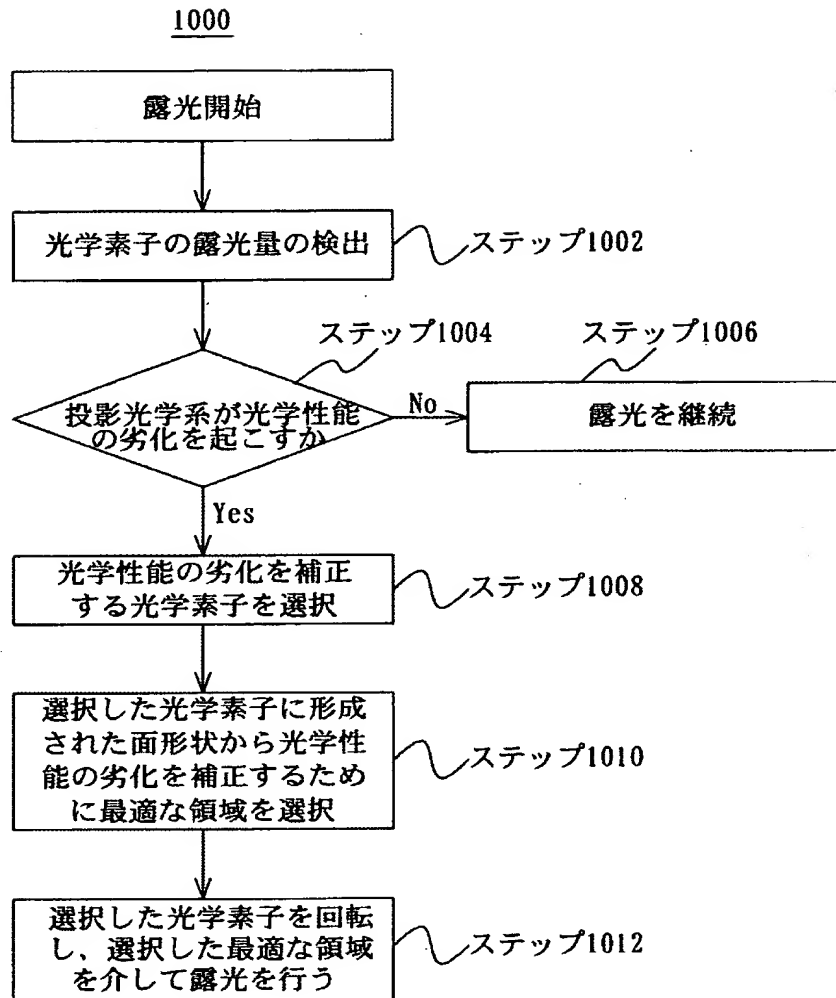 1000
露光開始
光学素子の露光量の検出
ステップ1002
ステップ1004
ステップ1006
投影光学系が光学性能
の劣化を起こすか
No
露光を継続
Yes
光学性能の劣化を補正
する光学素子を選択
ステップ1008
選択した光学素子に形成
された面形状から光学性
能の劣化を補正するため
に最適な領域を選択
ステップ1010
選択した光学素子を回転
し、選択した最適な領域
を介して露光を行う
ステップ1012